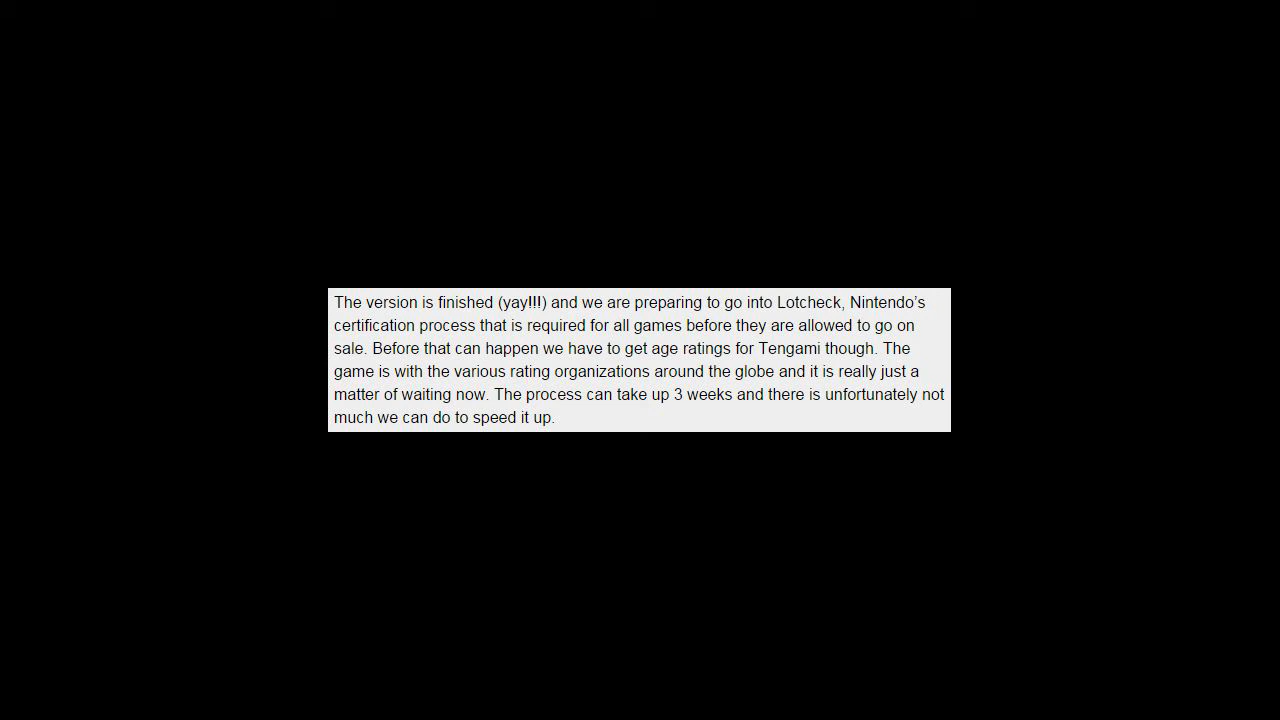 The version is finished (yay!!!) and we are preparing to go into Lotcheck, Nintendo’s
certification process that is required for all games before they are allowed to go on
sale. Before that can happen we have to get age ratings for Tengami though. The
game is with the various rating organizations around the globe and it is really just a
matter of waiting now. The process can take up 3 weeks and there is unfortunately not
much we can do to speed it up.